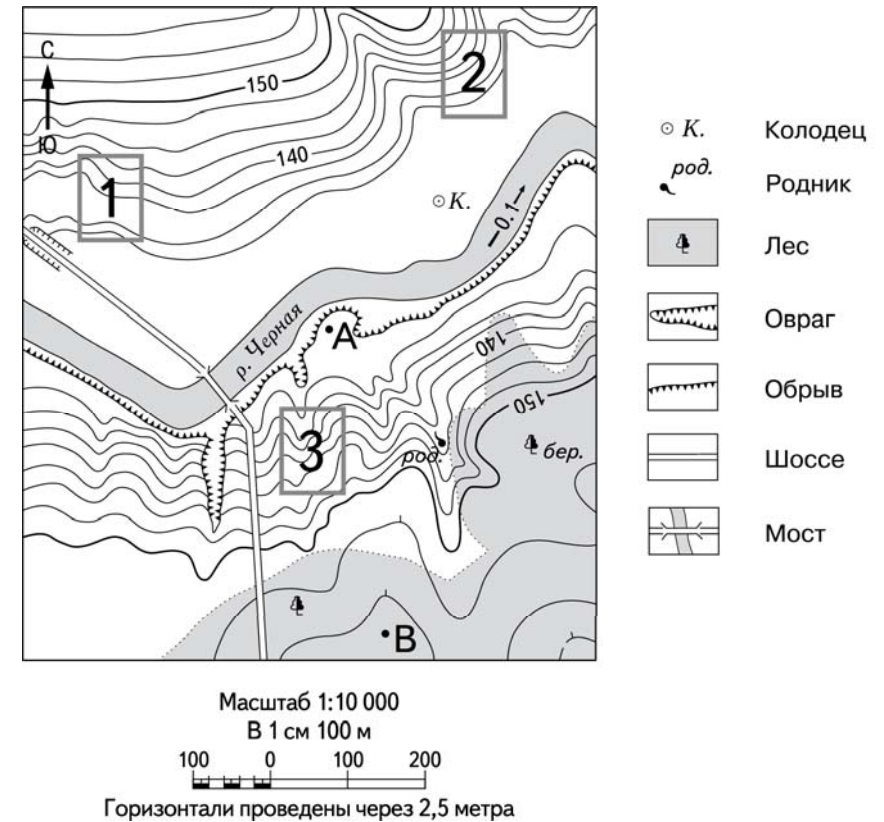 С
Ю
150
140
1
2
К.
0.1
р. Черная
А
140
150
3
род.
бер.
В
К. Колодец
род. Родник
Лес
Овраг
Обрыв
Шоссе
Мост
Масштаб 1:10 000
В 1 см 100 м
100 0 100 200
Горизонтали проведены через 2,5 метра